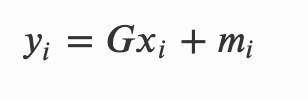 yᵢ = Gxᵢ + mᵢ